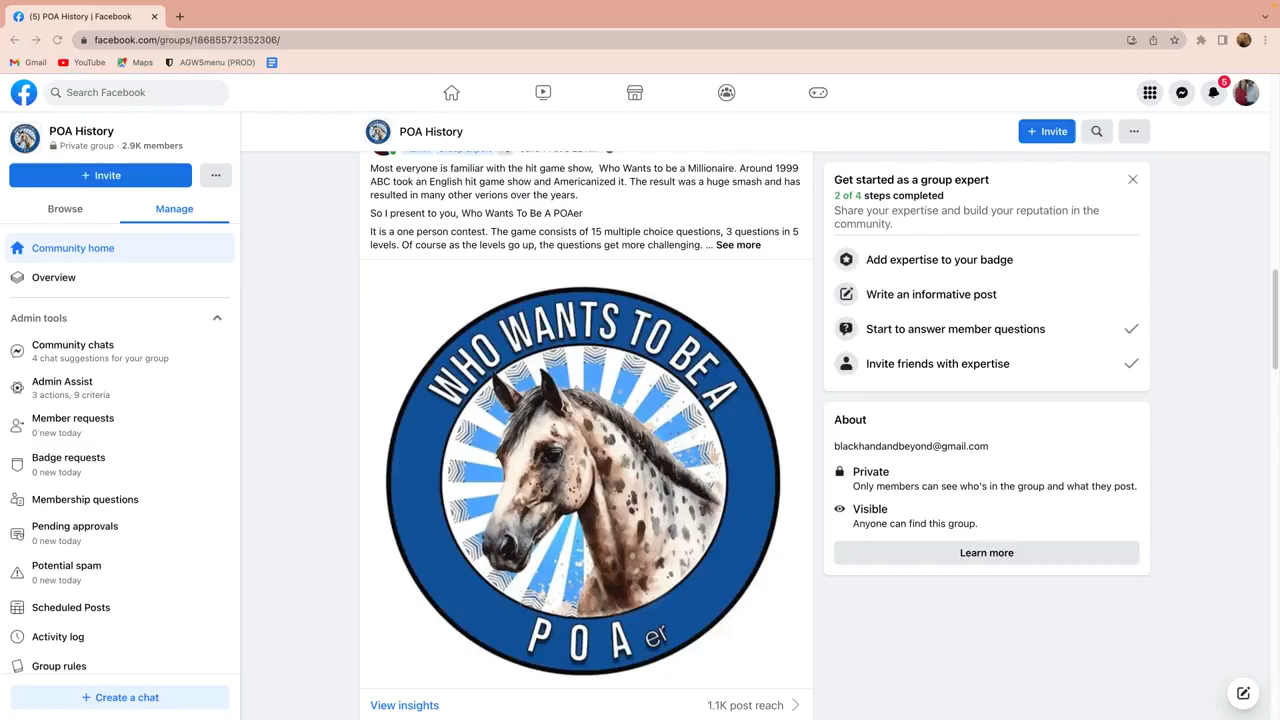 (5) POA History | Facebook
facebook.com/groups/186855721352306/
Gmail YouTube Maps AGWSmenu (PROD)
Search Facebook
5
POA History
Private group · 2.9K members
+ Invite
Browse Manage
Community home
Overview
Admin tools
Community chats
4 chat suggestions for your group
Admin Assist
3 actions, 9 criteria
Member requests
0 new today
Badge requests
0 new today
Membership questions
Pending approvals
0 new today
Potential spam
0 new today
Scheduled Posts
Activity log
Group rules
+ Create a chat
POA History
+ Invite
Most everyone is familiar with the hit game show, Who Wants to be a Millionaire. Around 1999
ABC took an English hit game show and Americanized it. The result was a huge smash and has
resulted in many other verions over the years.
So I present to you, Who Wants To Be A POAer
It is a one person contest. The game consists of 15 multiple choice questions, 3 questions in 5
levels. Of course as the levels go up, the questions get more challenging. ... See more
WHO WANTS TO BE A
POAer
View insights 1.1K post reach
Get started as a group expert
2 of 4 steps completed
Share your expertise and build your reputation in the
community.
Add expertise to your badge
Write an informative post
Start to answer member questions
Invite friends with expertise
About
blackhandandbeyond@gmail.com
Private
Only members can see who's in the group and what they post.
Visible
Anyone can find this group.
Learn more